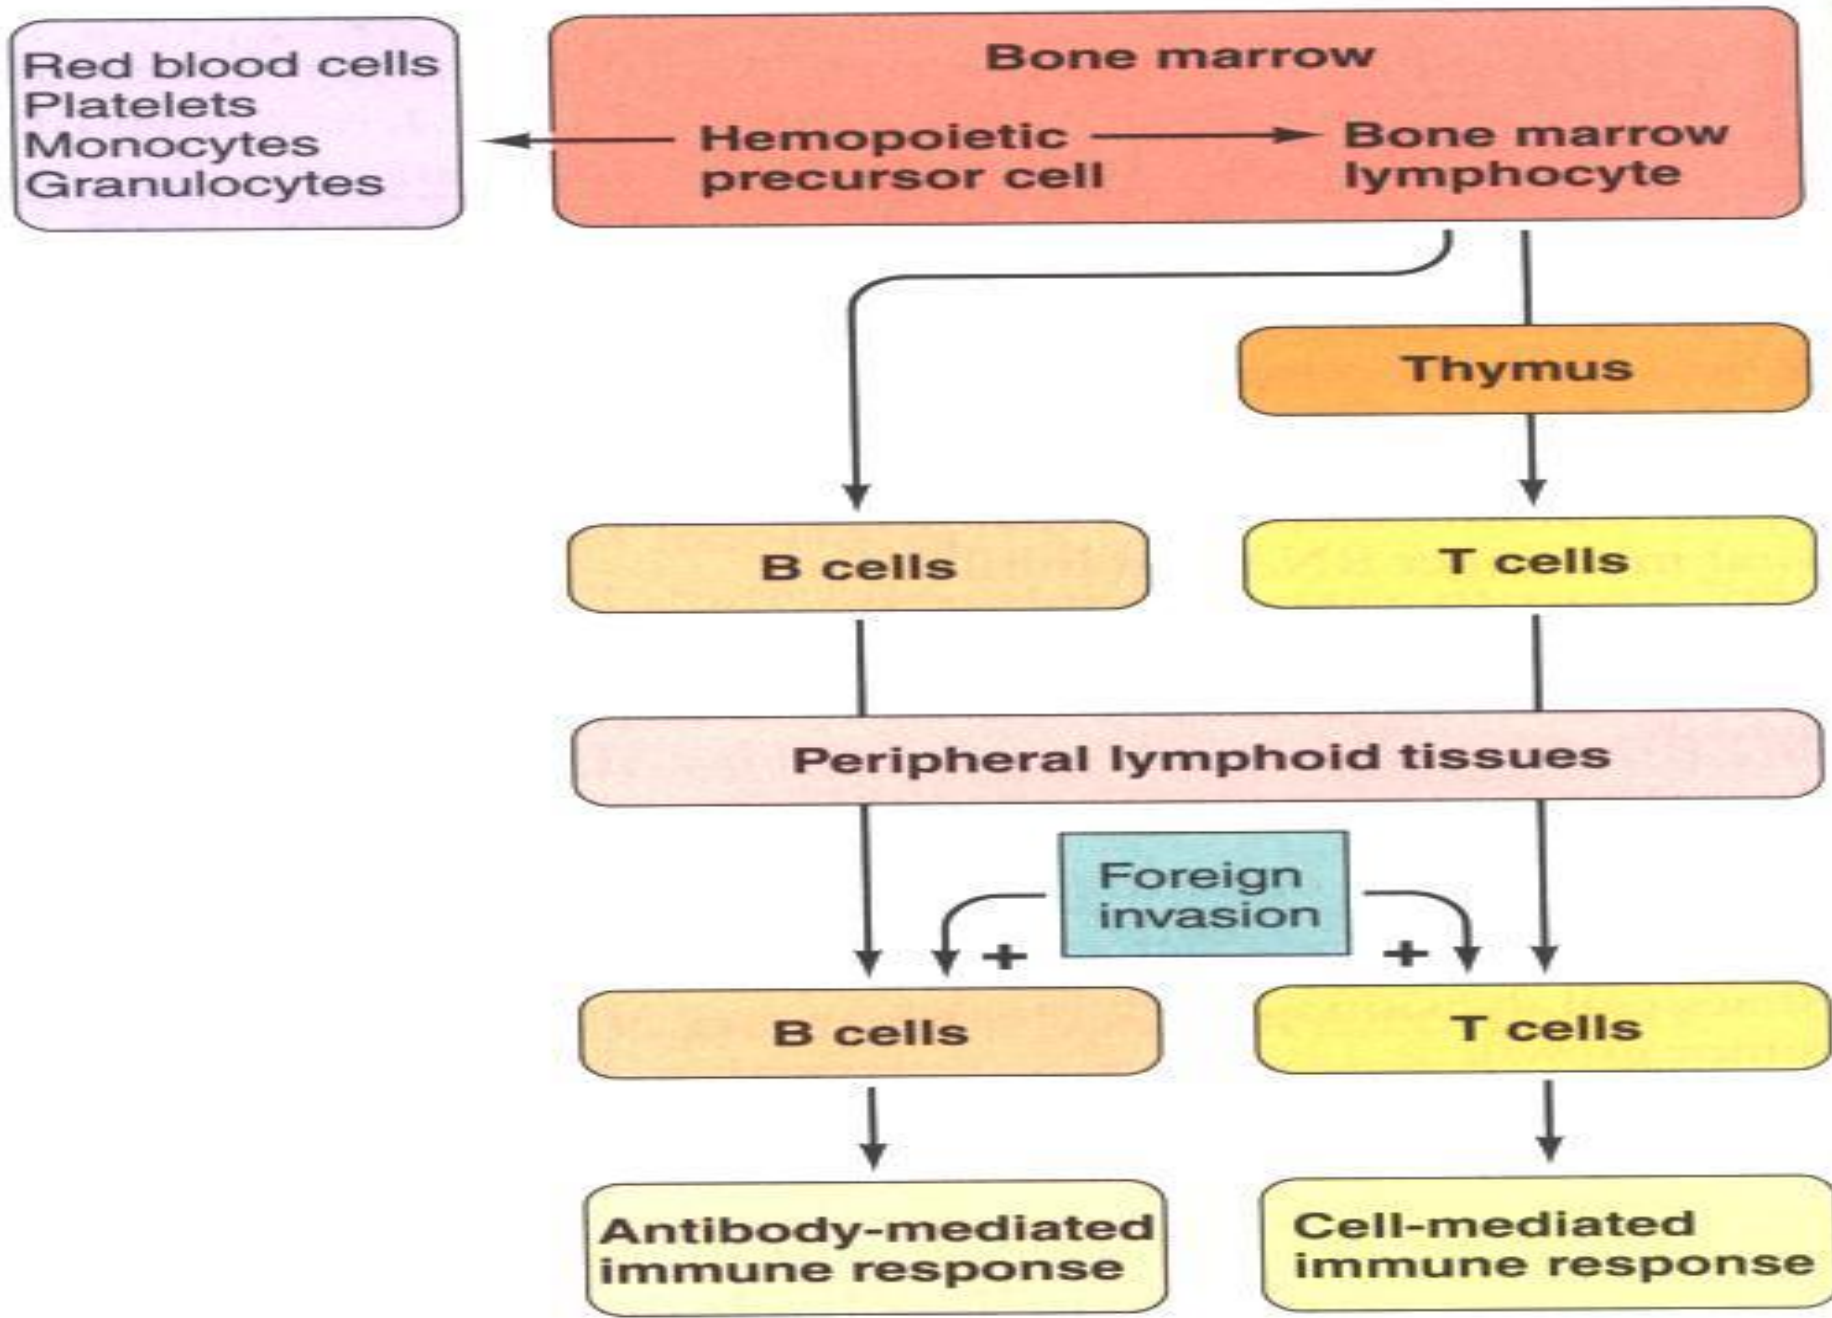 Red blood cells
Platelets
Monocytes
Granulocytes
Bone marrow
Hemopoietic
precursor cell
Bone marrow
lymphocyte
Thymus
B cells
T cells
Peripheral lymphoid tissues
Foreign
invasion
+
+
B cells
T cells
Antibody-mediated
immune response
Cell-mediated
immune response